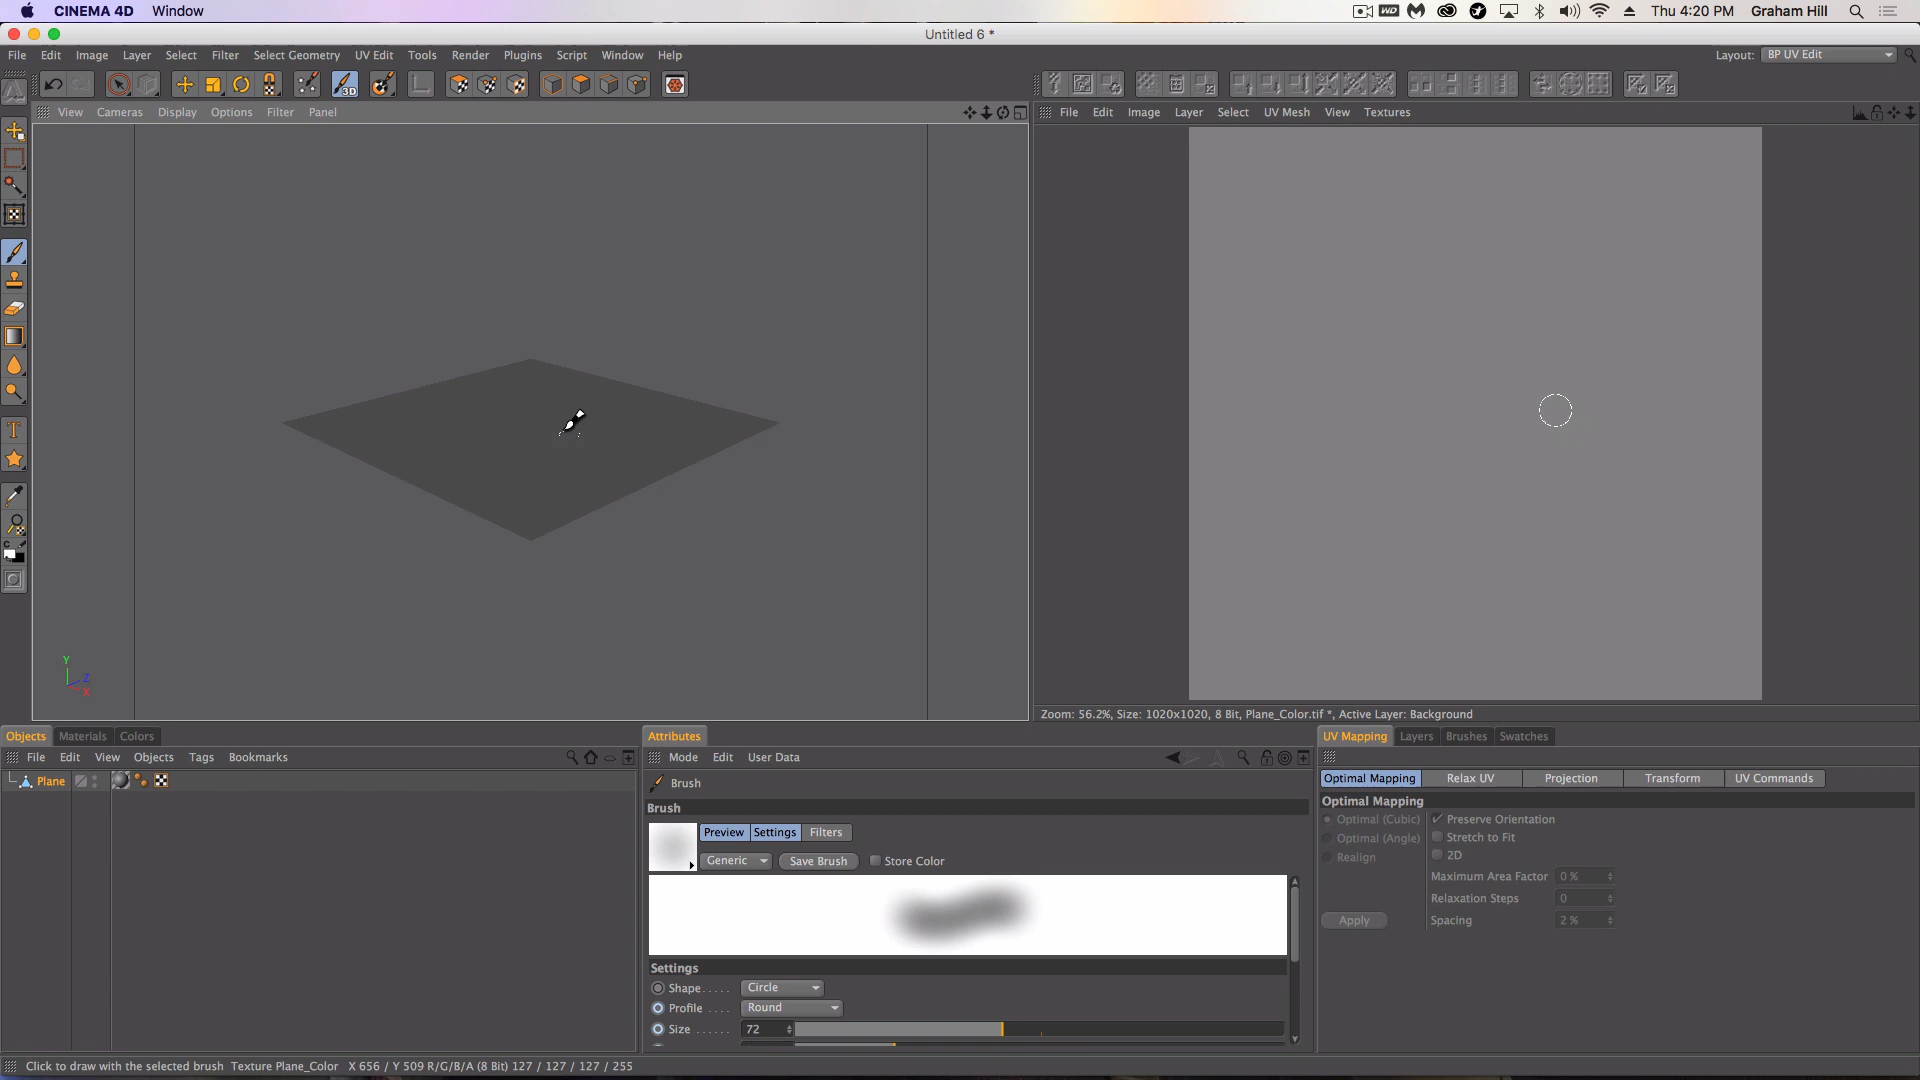 CINEMA 4D Window
WD Thu 4:20 PM Graham Hill
Untitled 6 *
File Edit Image Layer Select Filter Select Geometry UV Edit Tools Render Plugins Script Window Help
Layout: BP UV Edit
3D
View Cameras Display Options Filter Panel
File Edit Image Layer Select UV Mesh View Textures
T
C
Y
Z
X
Zoom: 56.2%, Size: 1020x1020, 8 Bit, Plane_Color.tif *, Active Layer: Background
Objects Materials Colors
File Edit View Objects Tags Bookmarks
Plane
Attributes
Mode Edit User Data
Brush
Brush
Preview Settings Filters
Generic Save Brush Store Color
Settings
Shape..... Circle
Profile .... Round
Size ...... 72
UV Mapping Layers Brushes Swatches
Optimal Mapping Relax UV Projection Transform UV Commands
Optimal Mapping
Optimal (Cubic) Preserve Orientation
Optimal (Angle) Stretch to Fit
Realign 2D
Maximum Area Factor 0 %
Relaxation Steps 0
Apply Spacing 2 %
Click to draw with the selected brush Texture Plane_Color X 656 / Y 509 R/G/B/A (8 Bit) 127 / 127 / 127 / 255